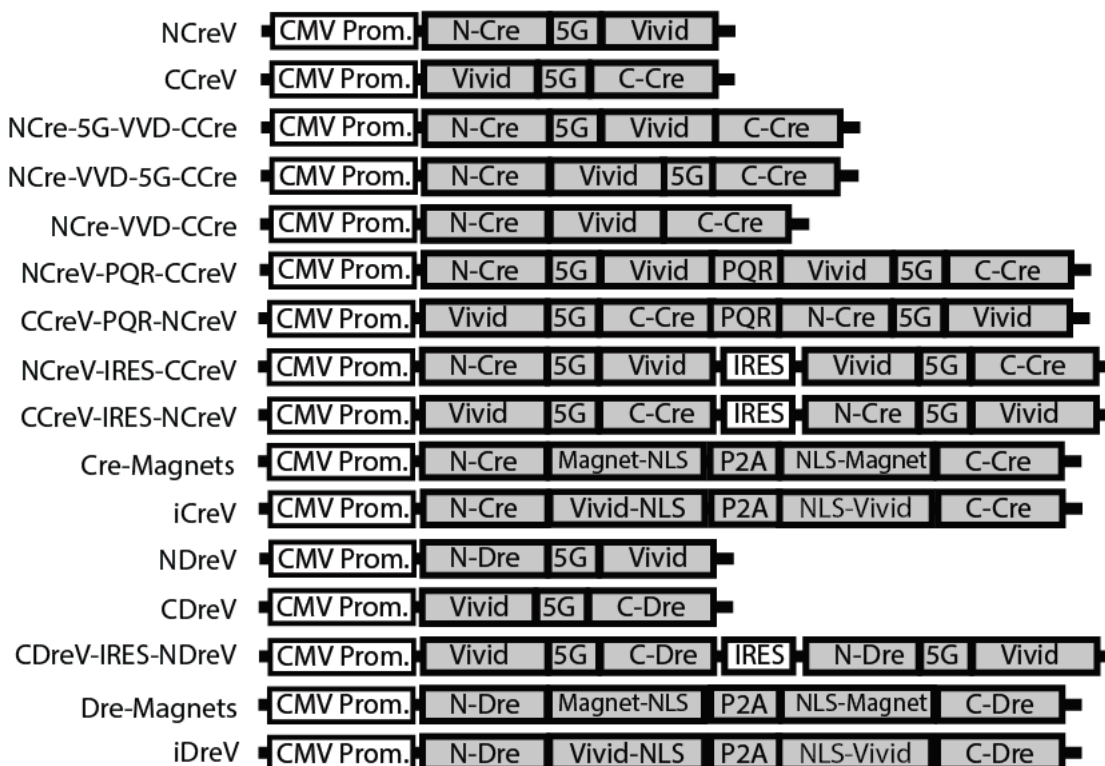 NCreV CMV Prom. N-Cre 5G Vivid
CCreV CMV Prom. Vivid 5G C-Cre
NCre-5G-VVD-CCre CMV Prom. N-Cre 5G Vivid C-Cre
NCre-VVD-5G-CCre CMV Prom. N-Cre Vivid 5G C-Cre
NCre-VVD-CCre CMV Prom. N-Cre Vivid C-Cre
NCreV-PQR-CCreV CMV Prom. N-Cre 5G Vivid PQR Vivid 5G C-Cre
CCreV-PQR-NCreV CMV Prom. Vivid 5G C-Cre PQR N-Cre 5G Vivid
NCreV-IRES-CCreV CMV Prom. N-Cre 5G Vivid IRES Vivid 5G C-Cre
CCreV-IRES-NCreV CMV Prom. Vivid 5G C-Cre IRES N-Cre 5G Vivid
Cre-Magnets CMV Prom. N-Cre Magnet-NLS P2A NLS-Magnet C-Cre
iCreV CMV Prom. N-Cre Vivid-NLS P2A NLS-Vivid C-Cre
NDreV CMV Prom. N-Dre 5G Vivid
CDreV CMV Prom. Vivid 5G C-Dre
CDreV-IRES-NDreV CMV Prom. Vivid 5G C-Dre IRES N-Dre 5G Vivid
Dre-Magnets CMV Prom. N-Dre Magnet-NLS P2A NLS-Magnet C-Dre
iDreV CMV Prom. N-Dre Vivid-NLS P2A NLS-Vivid C-Dre